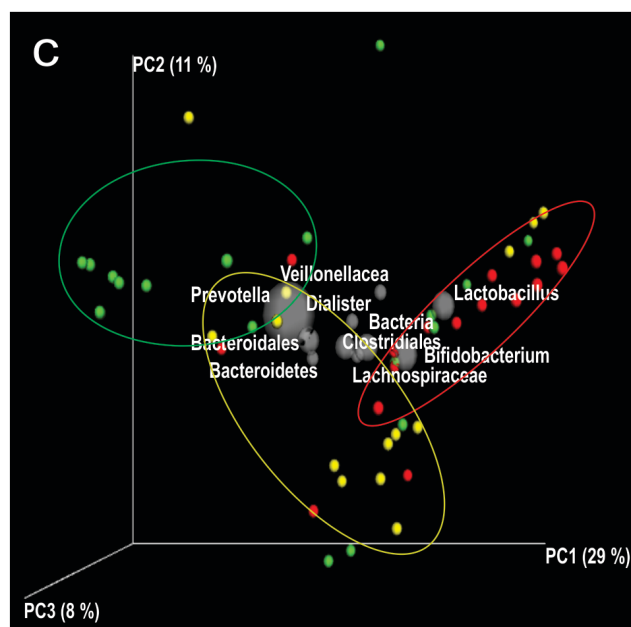 C
PC2 (11 %)
Veillonellacea
Prevotella
Dialister
Lactobacillus
Bacteria
Bacteroidales
Clostridiales
Bifidobacterium
Bacteroidetes
Lachnospiraceae
PC1 (29 %)
PC3 (8 %)